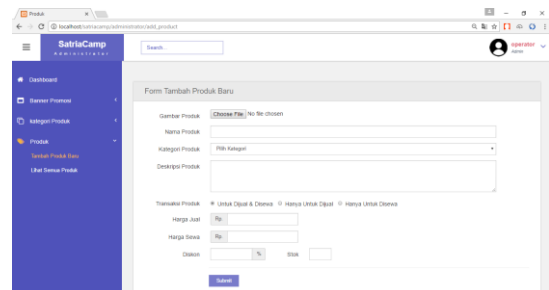 Produk
localhost/satriacamp/administrator/add_product
SatriaCamp
Administrator
Search...
operator
Admin
Dashboard
Banner Promosi
kategori Produk
Produk
Tambah Produk Baru
Lihat Semua Produk
Form Tambah Produk Baru
Gambar Produk Choose File No file chosen
Nama Produk
Kategori Produk Pilih Kategori
Deskripsi Produk
Transaksi Produk Untuk Dijual & Disewa Hanya Untuk Dijual Hanya Untuk Disewa
Harga Jual Rp
Harga Sewa Rp
Diskon % Stok
Submit